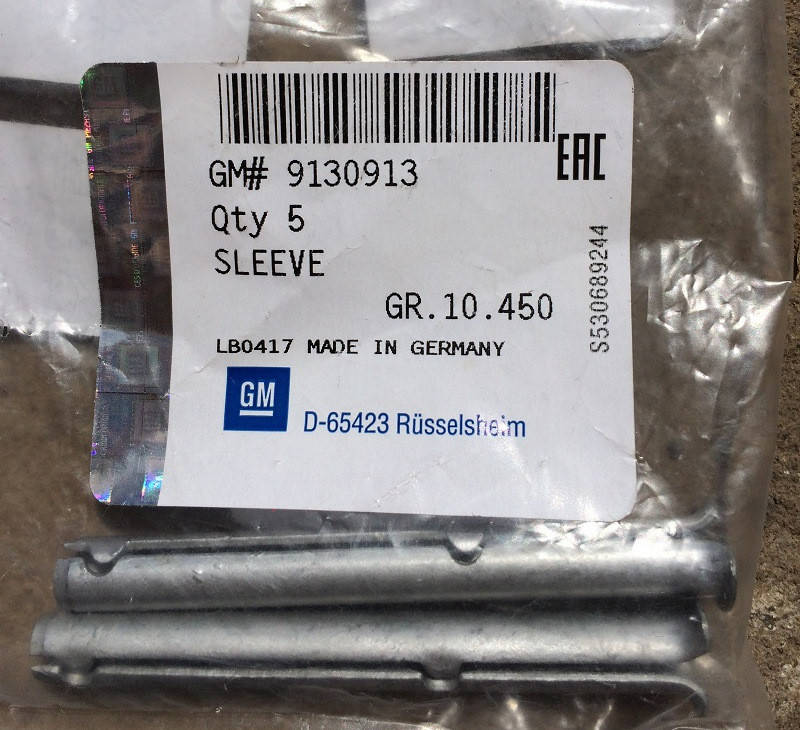 EAC
GM# 9130913
Qty 5
SLEEVE
GR.10.450
S530689244
LB0417 MADE IN GERMANY
GM
D-65423 Rüsselsheim